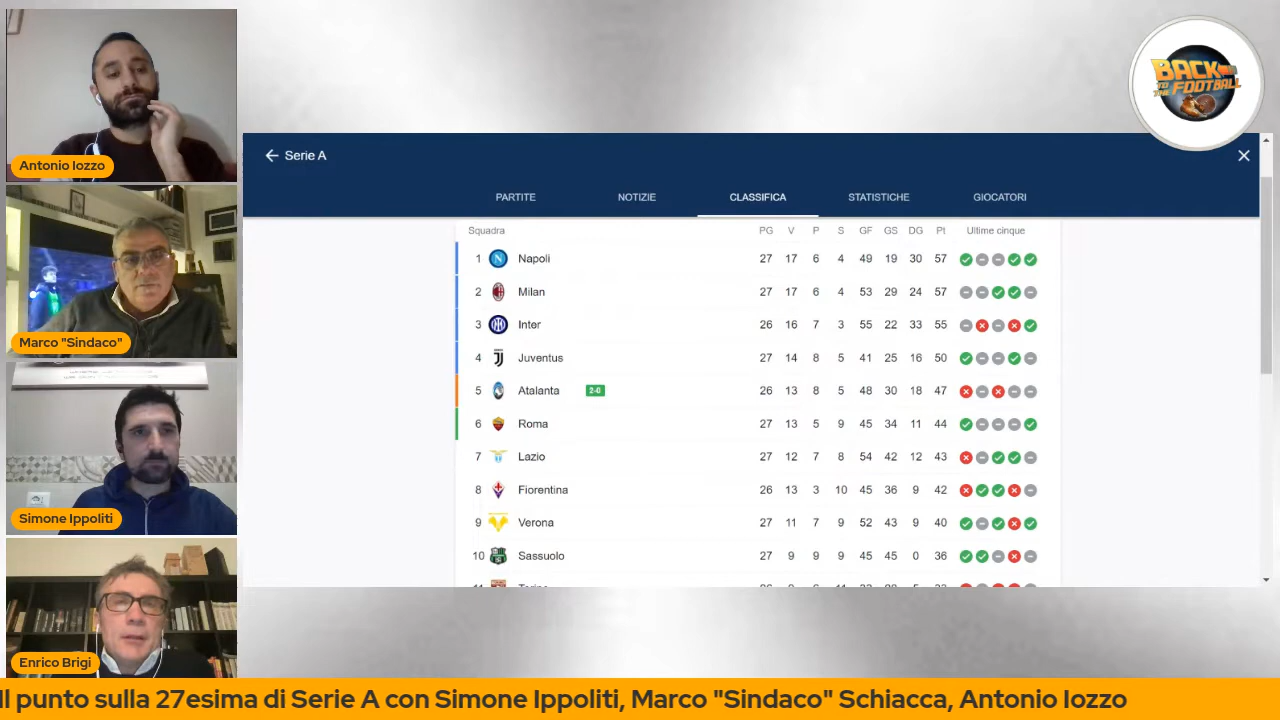 BACK
TO
THE FOOTBALL
Antonio Iozzo
Marco "Sindaco"
Simone Ippoliti
Enrico Brigi
Serie A
PARTITE NOTIZIE CLASSIFICA STATISTICHE GIOCATORI
Squadra PG V P S GF GS DG Pt Ultime cinque
1 Napoli 27 17 6 4 49 19 30 57
2 Milan 27 17 6 4 53 29 24 57
3 Inter 26 16 7 3 55 22 33 55
4 Juventus 27 14 8 5 41 25 16 50
5 Atalanta 2-0 26 13 8 5 48 30 18 47
6 Roma 27 13 5 9 45 34 11 44
7 Lazio 27 12 7 8 54 42 12 43
8 Fiorentina 26 13 3 10 45 36 9 42
9 Verona 27 11 7 9 52 43 9 40
10 Sassuolo 27 9 9 9 45 45 0 36
Il punto sulla 27esima di Serie A con Simone Ippoliti, Marco "Sindaco" Schiacca, Antonio Iozzo